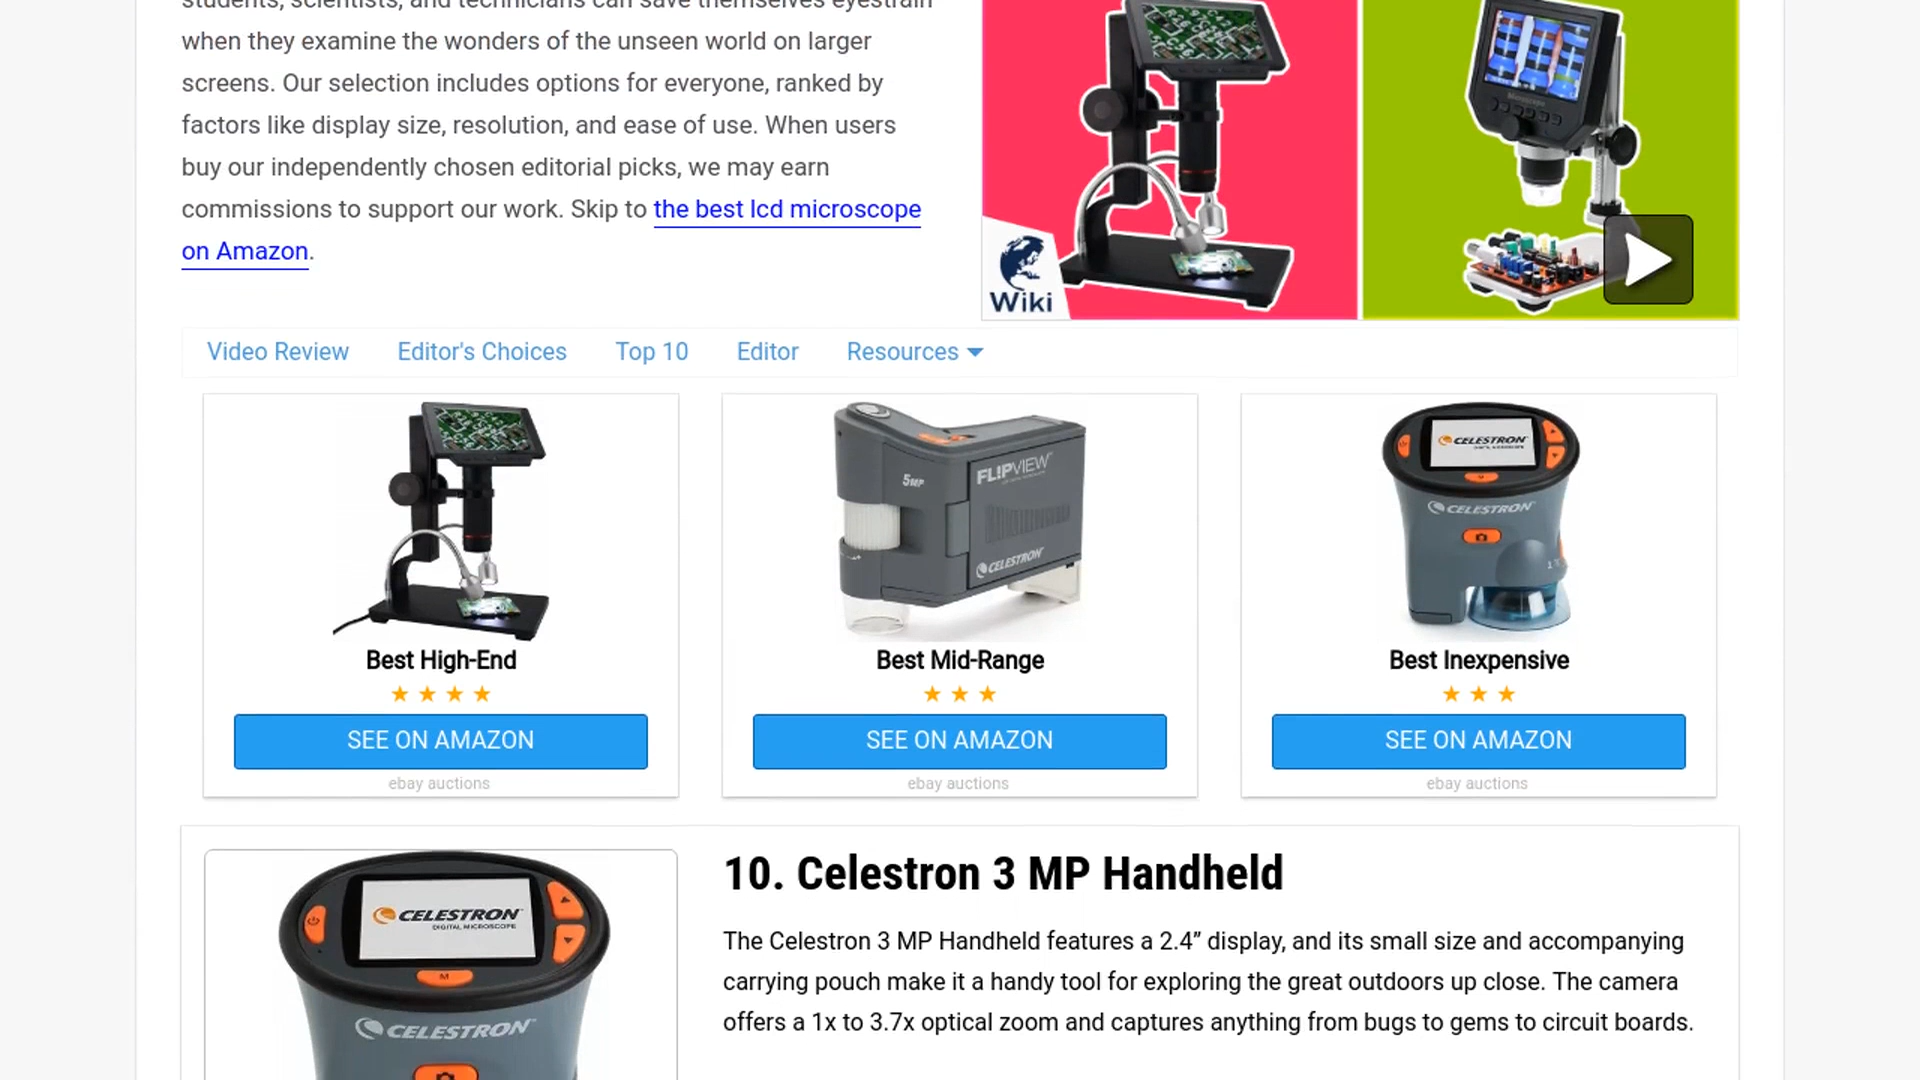 students, scientists, and technicians can save themselves eyestrain
when they examine the wonders of the unseen world on larger
screens. Our selection includes options for everyone, ranked by
factors like display size, resolution, and ease of use. When users
buy our independently chosen editorial picks, we may earn
commissions to support our work. Skip to the best lcd microscope
on Amazon.
Wiki
Video Review Editor's Choices Top 10 Editor Resources
5MP
FLIPVIEW
CELESTRON
CELESTRON
DIGITAL MICROSCOPE
CELESTRON
Best High-End
SEE ON AMAZON
ebay auctions
Best Mid-Range
SEE ON AMAZON
ebay auctions
Best Inexpensive
SEE ON AMAZON
ebay auctions
CELESTRON
DIGITAL MICROSCOPE
M
CELESTRON
10. Celestron 3 MP Handheld
The Celestron 3 MP Handheld features a 2.4” display, and its small size and accompanying
carrying pouch make it a handy tool for exploring the great outdoors up close. The camera
offers a 1x to 3.7x optical zoom and captures anything from bugs to gems to circuit boards.